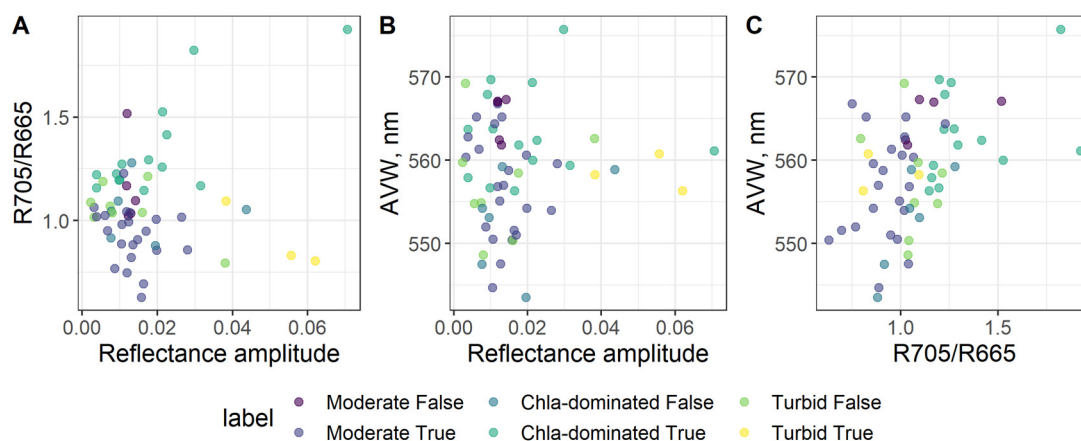 A
B
C
R705/R665
1.5
1.0
0.00
0.02
0.04
0.06
Reflectance amplitude
AVW, nm
570
560
550
0.00
0.02
0.04
0.06
Reflectance amplitude
AVW, nm
570
560
550
1.0
1.5
R705/R665
label
Moderate False
Chla-dominated False
Turbid False
Moderate True
Chla-dominated True
Turbid True